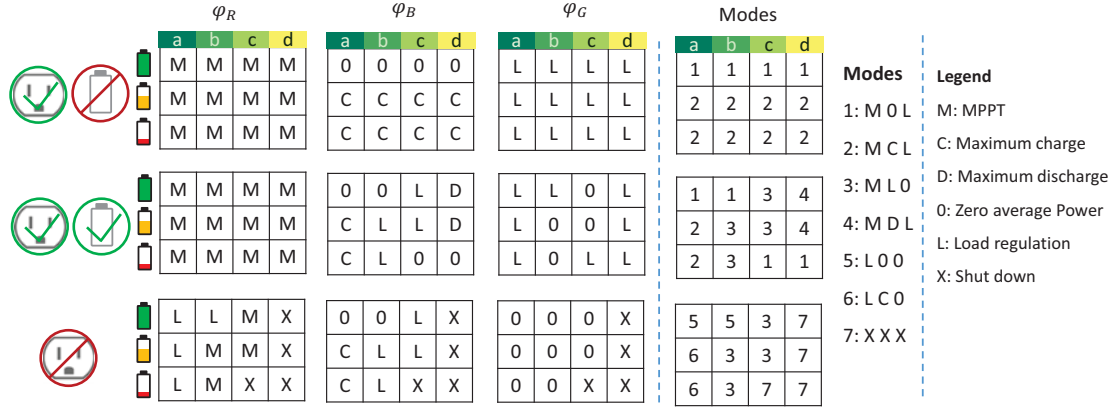 φR φB φG Modes
a b c d a b c d a b c d a b c d
M M M M 0 0 0 0 L L L L 1 1 1 1
M M M M C C C C L L L L 2 2 2 2
M M M M C C C C L L L L 2 2 2 2
M M M M 0 0 L D L L 0 L 1 1 3 4
M M M M C L L D L 0 0 L 2 3 3 4
M M M M C L 0 0 L 0 L L 2 3 1 1
L L M X 0 0 L X 0 0 0 X 5 5 3 7
L M M X C L L X 0 0 0 X 6 3 3 7
L M X X C L X X 0 0 X X 6 3 7 7
Modes
1: M 0 L
2: M C L
3: M L 0
4: M D L
5: L 0 0
6: L C 0
7: X X X
Legend
M: MPPT
C: Maximum charge
D: Maximum discharge
0: Zero average Power
L: Load regulation
X: Shut down